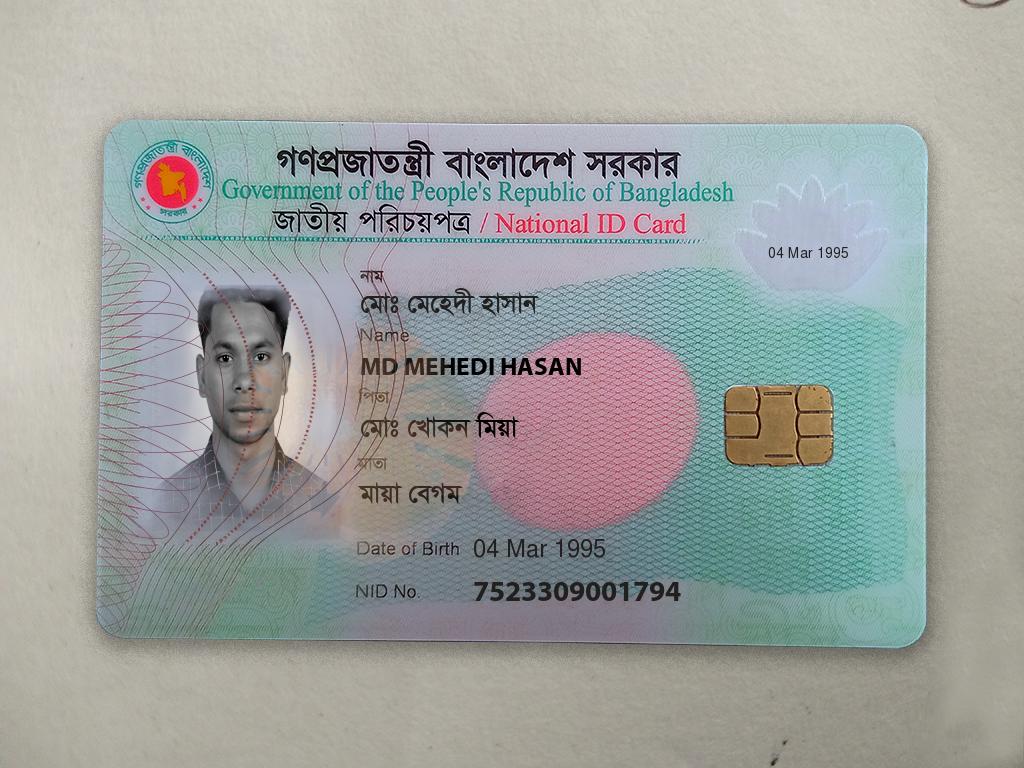 গণপ্রজাতন্ত্রী বাংলাদেশ সরকার
গণপ্রজাতন্ত্রী বাংলাদেশ
সরকার
Government of the People's Republic of Bangladesh
জাতীয় পরিচয়পত্র / National ID Card
04 Mar 1995
নাম
মোঃ মেহেদী হাসান
Name
MD MEHEDI HASAN
পিতা
মোঃ খোকন মিয়া
মাতা
মায়া বেগম
Date of Birth 04 Mar 1995
NID No. 7523309001794